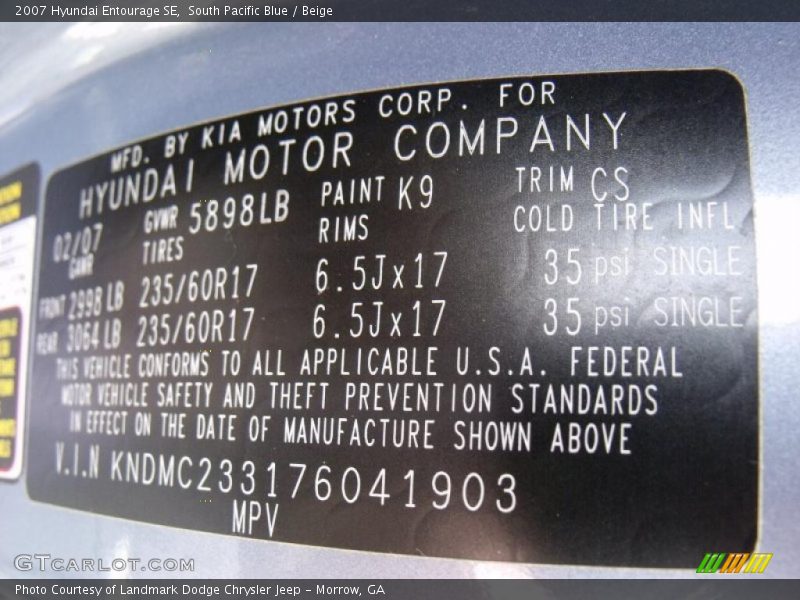 2007 Hyundai Entourage SE, South Pacific Blue / Beige
MFD. BY KIA MOTORS CORP. FOR
HYUNDAI MOTOR COMPANY
02/07 GVWR 5898LB PAINT K9 TRIM CS
GAWR TIRES RIMS COLD TIRE INFL
FRONT 2998 LB 235/60R17 6.5Jx17 35 psi SINGLE
REAR 3064 LB 235/60R17 6.5Jx17 35 psi SINGLE
THIS VEHICLE CONFORMS TO ALL APPLICABLE U.S.A. FEDERAL
MOTOR VEHICLE SAFETY AND THEFT PREVENTION STANDARDS
IN EFFECT ON THE DATE OF MANUFACTURE SHOWN ABOVE
V.I.N KNDMC233176041903
MPV
GTCARLOT.COM
Photo Courtesy of Landmark Dodge Chrysler Jeep - Morrow, GA